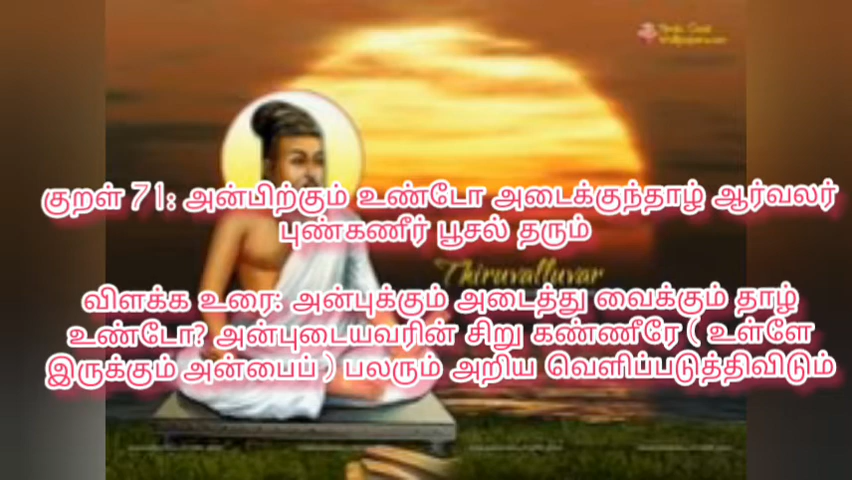 குறள் 71: அன்பிற்கும் உண்டோ அடைக்குந்தாழ் ஆர்வலர்
புண்கணீர் பூசல் தரும்
Thiruvalluvar
விளக்க உரை: அன்புக்கும் அடைத்து வைக்கும் தாழ்
உண்டோ? அன்புடையவரின் சிறு கண்ணீரே ( உள்ளே
இருக்கும் அன்பைப் ) பலரும் அறிய வெளிப்படுத்திவிடும்